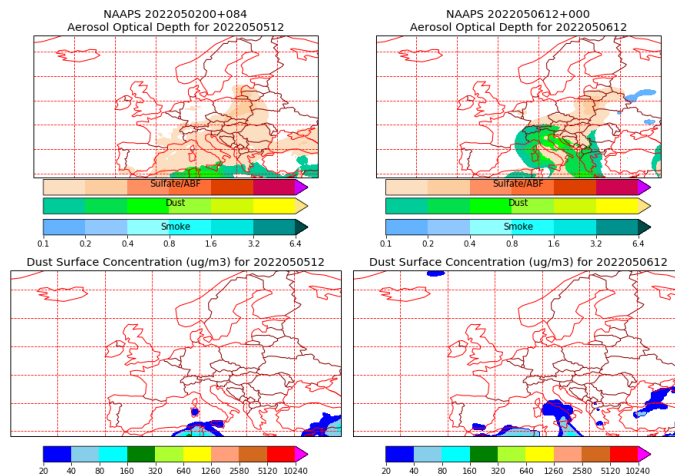 NAAPS 2022050200+084
Aerosol Optical Depth for 2022050512
Sulfate/ABF
Dust
Smoke
0.1 0.2 0.4 0.8 1.6 3.2 6.4
NAAPS 2022050612+000
Aerosol Optical Depth for 2022050612
Sulfate/ABF
Dust
Smoke
0.1 0.2 0.4 0.8 1.6 3.2 6.4
Dust Surface Concentration (ug/m3) for 2022050512
20 40 80 160 320 640 1260 2580 5120 10240
Dust Surface Concentration (ug/m3) for 2022050612
20 40 80 160 320 640 1260 2580 5120 10240